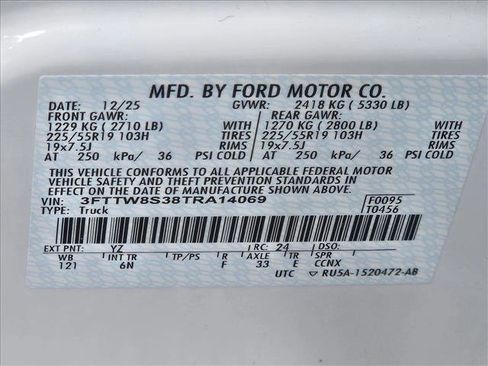 MFD. BY FORD MOTOR CO.
DATE: 12/25 GVWR: 2418 KG ( 5330 LB)
FRONT GAWR: REAR GAWR:
1229 KG ( 2710 LB) WITH 1270 KG ( 2800 LB) WITH
225/55R19 103H TIRES 225/55R19 103H TIRES
19x7.5J RIMS 19x7.5J RIMS
AT 250 kPa/ 36 PSI COLD AT 250 kPa/ 36 PSI COLD
THIS VEHICLE CONFORMS TO ALL APPLICABLE FEDERAL MOTOR
VEHICLE SAFETY AND THEFT PREVENTION STANDARDS IN
EFFECT ON THE DATE OF MANUFACTURE SHOWN ABOVE.
VIN: 3FTTW8S38TRA14069 F0095
TYPE: Truck T0456
EXT PNT: YZ RC: 24 DSO:
WB INT TR TP/PS R AXLE TR SPR
121 6N F 33 E CCNX
UTC ▽ RU5A-1520472-AB